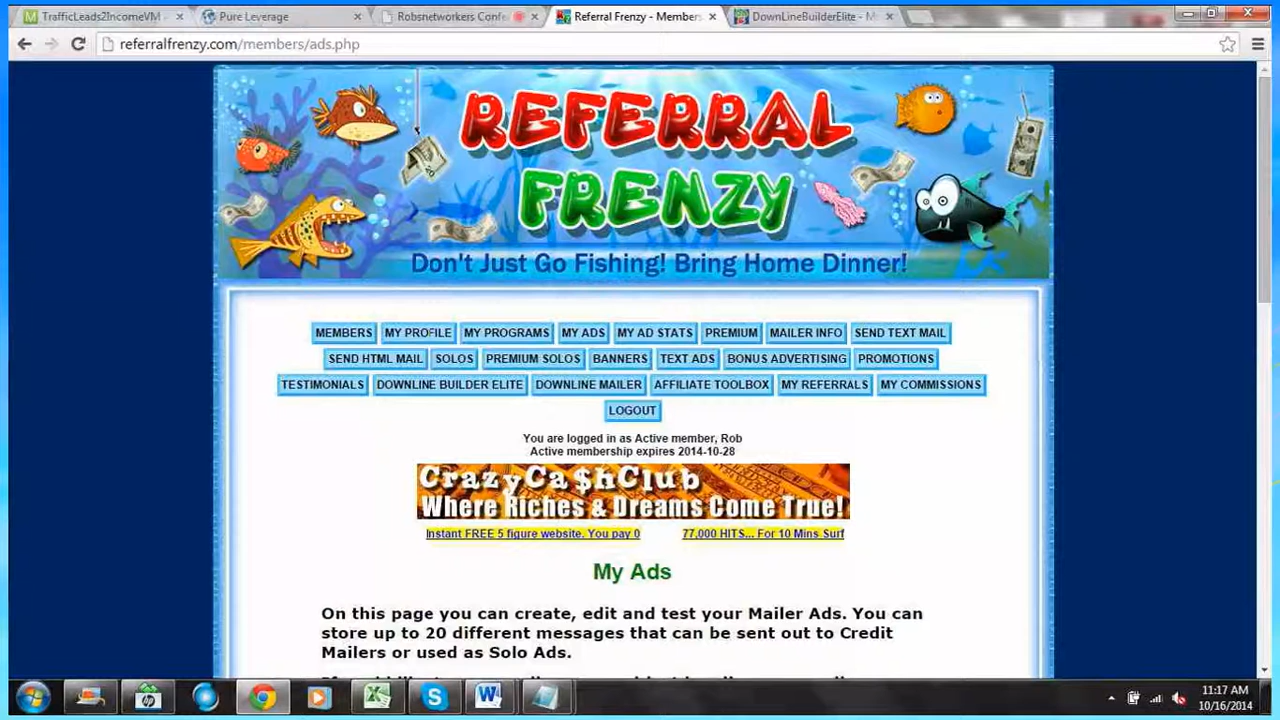 TrafficLeads2IncomeVM
Pure Leverage
Robsnetworkers Confe
Referral Frenzy - Members
DownLineBuilderElite - M
referralfrenzy.com/members/ads.php
REFERRAL
FRENZY
Don't Just Go Fishing! Bring Home Dinner!
MEMBERS MY PROFILE MY PROGRAMS MY ADS MY AD STATS PREMIUM MAILER INFO SEND TEXT MAIL
SEND HTML MAIL SOLOS PREMIUM SOLOS BANNERS TEXT ADS BONUS ADVERTISING PROMOTIONS
TESTIMONIALS DOWNLINE BUILDER ELITE DOWNLINE MAILER AFFILIATE TOOLBOX MY REFERRALS MY COMMISSIONS
LOGOUT
You are logged in as Active member, Rob
Active membership expires 2014-10-28
CrazyCa$hClub
Where Riches & Dreams Come True!
Instant FREE 5 figure website. You pay 0 77,000 HITS... For 10 Mins Surf
My Ads
On this page you can create, edit and test your Mailer Ads. You can
store up to 20 different messages that can be sent out to Credit
Mailers or used as Solo Ads.
11:17 AM
10/16/2014